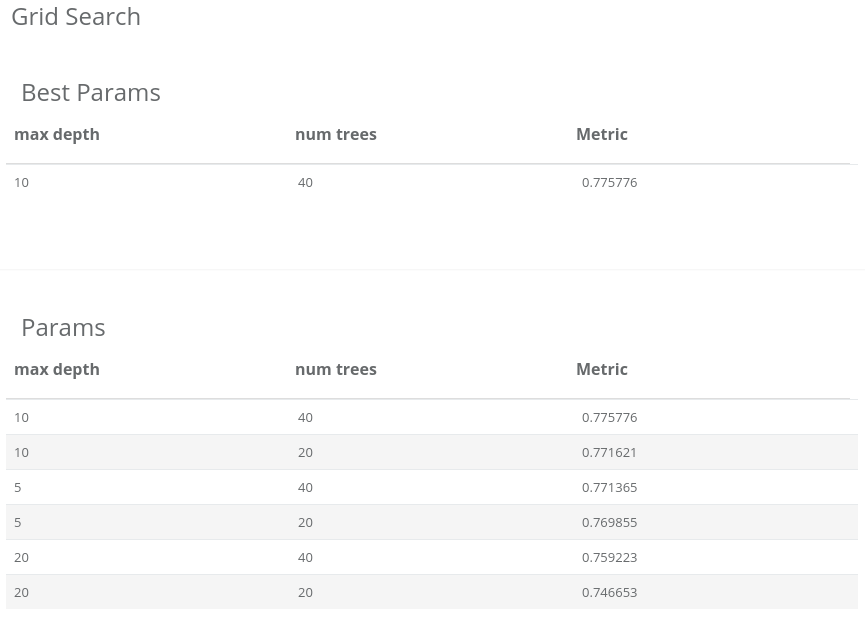 Grid Search
Best Params
max depth num trees Metric
10 40 0.775776
Params
max depth num trees Metric
10 40 0.775776
10 20 0.771621
5 40 0.771365
5 20 0.769855
20 40 0.759223
20 20 0.746653